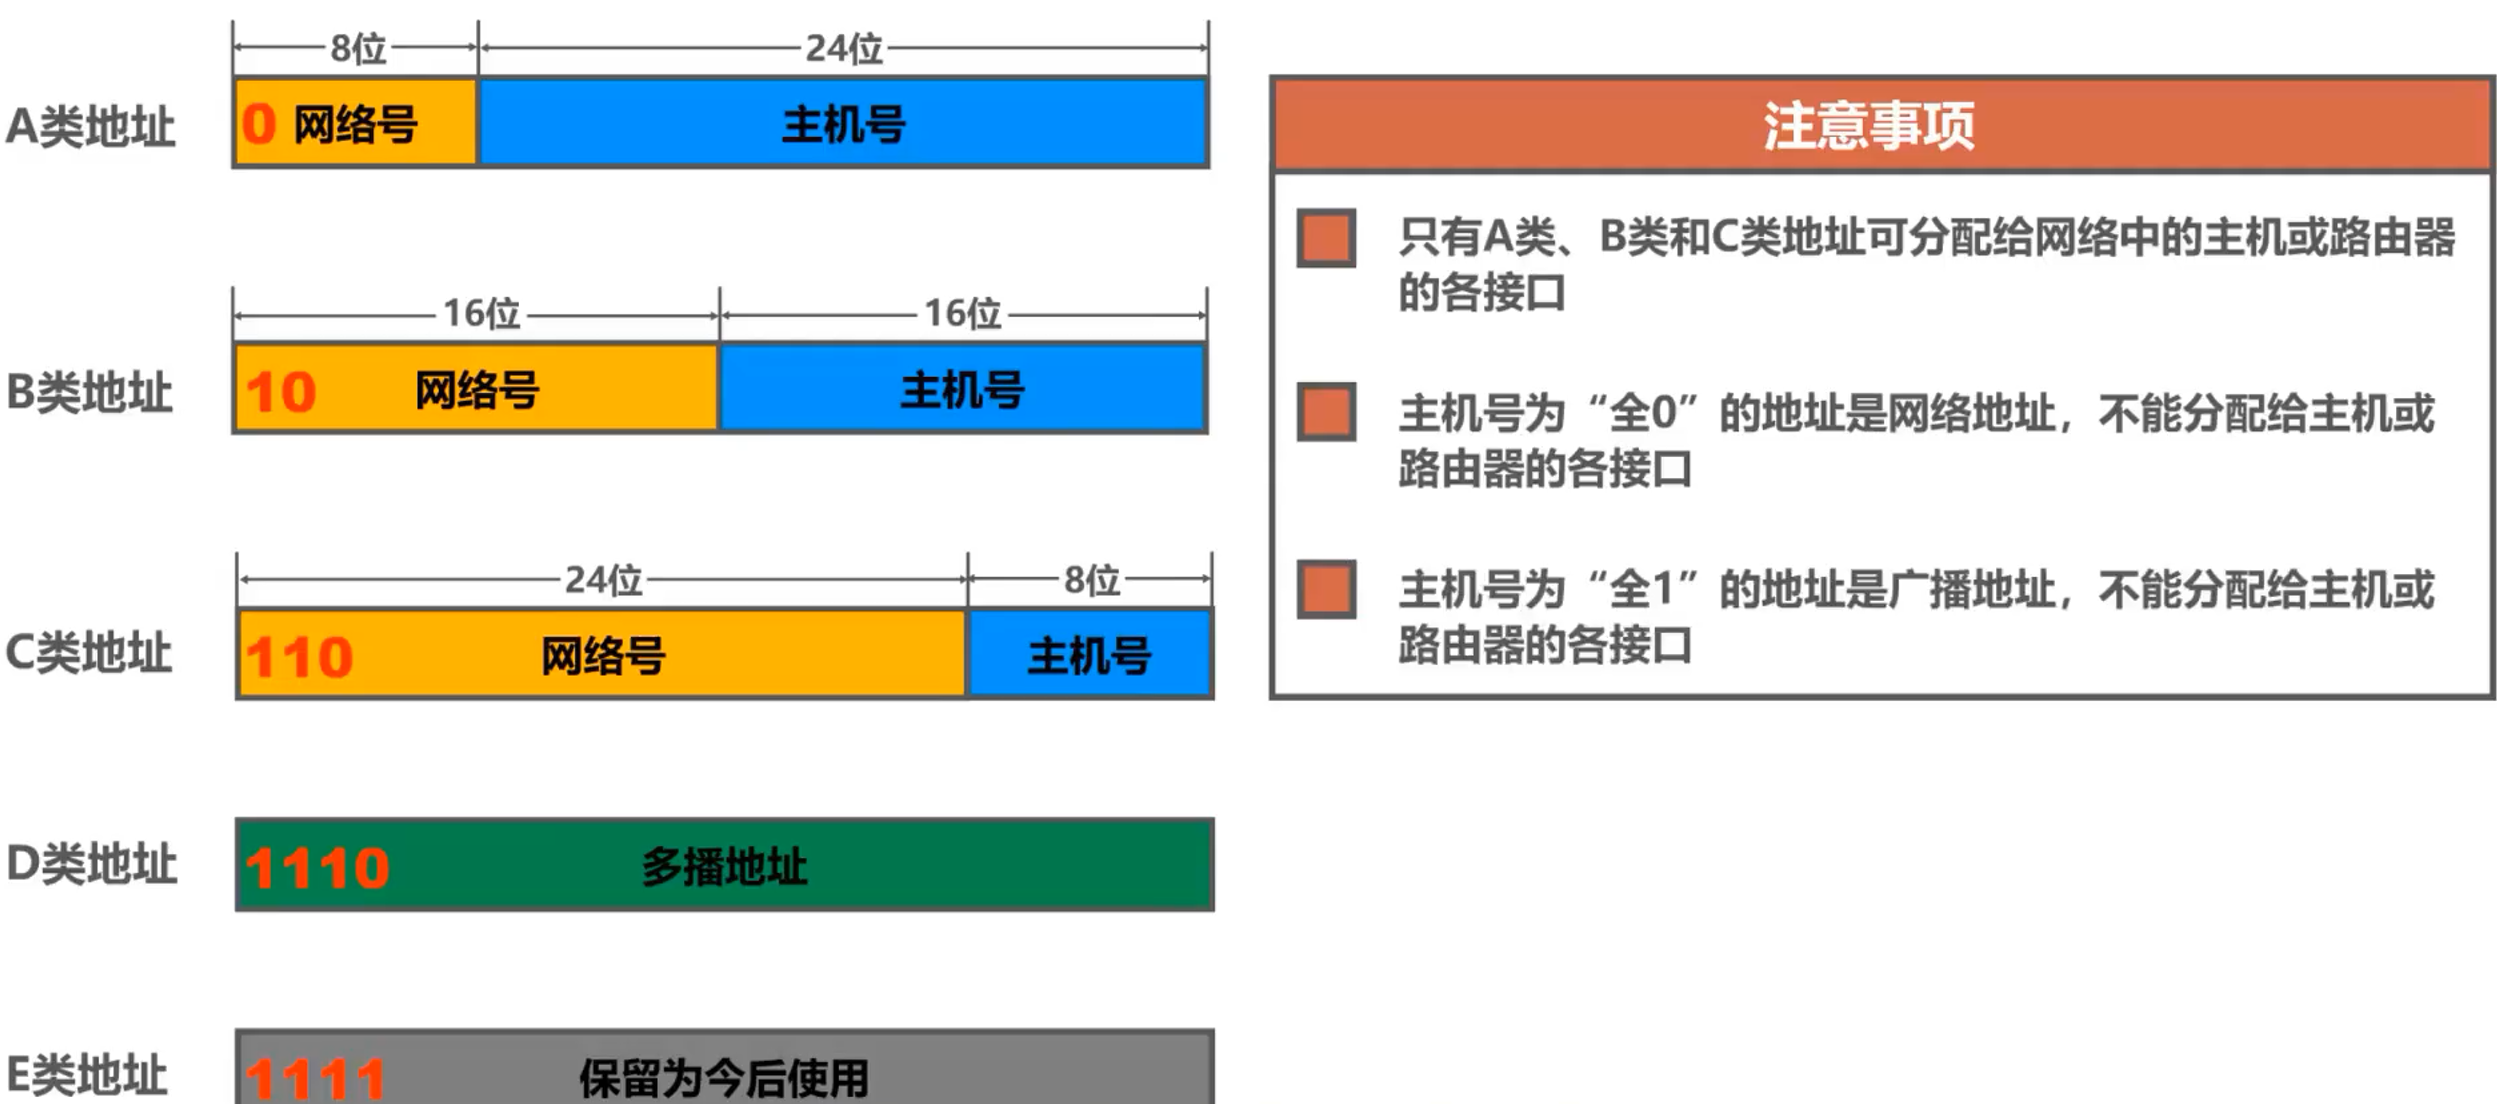 8位 24位
A类地址 0 网络号 主机号
16位 16位
B类地址 10 网络号 主机号
24位 8位
C类地址 110 网络号 主机号
D类地址 1110 多播地址
E类地址 1111 保留为今后使用
注意事项
只有A类、B类和C类地址可分配给网络中的主机或路由器
的各接口
主机号为“全0”的地址是网络地址，不能分配给主机或
路由器的各接口
主机号为“全1”的地址是广播地址，不能分配给主机或
路由器的各接口